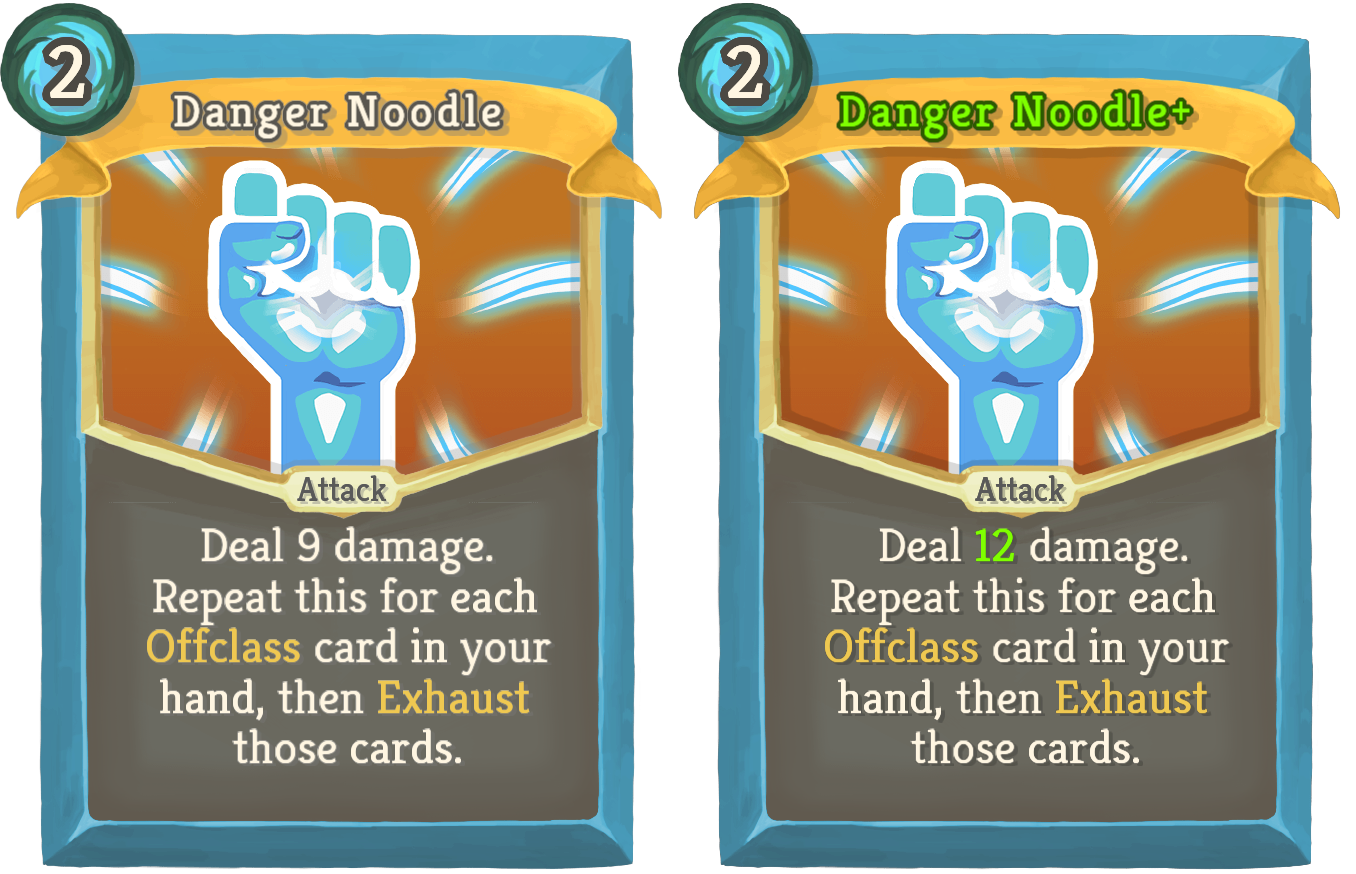 2
Danger Noodle
Attack
Deal 9 damage.
Repeat this for each
Offclass card in your
hand, then Exhaust
those cards.
2
Danger Noodle+
Attack
Deal 12 damage.
Repeat this for each
Offclass card in your
hand, then Exhaust
those cards.